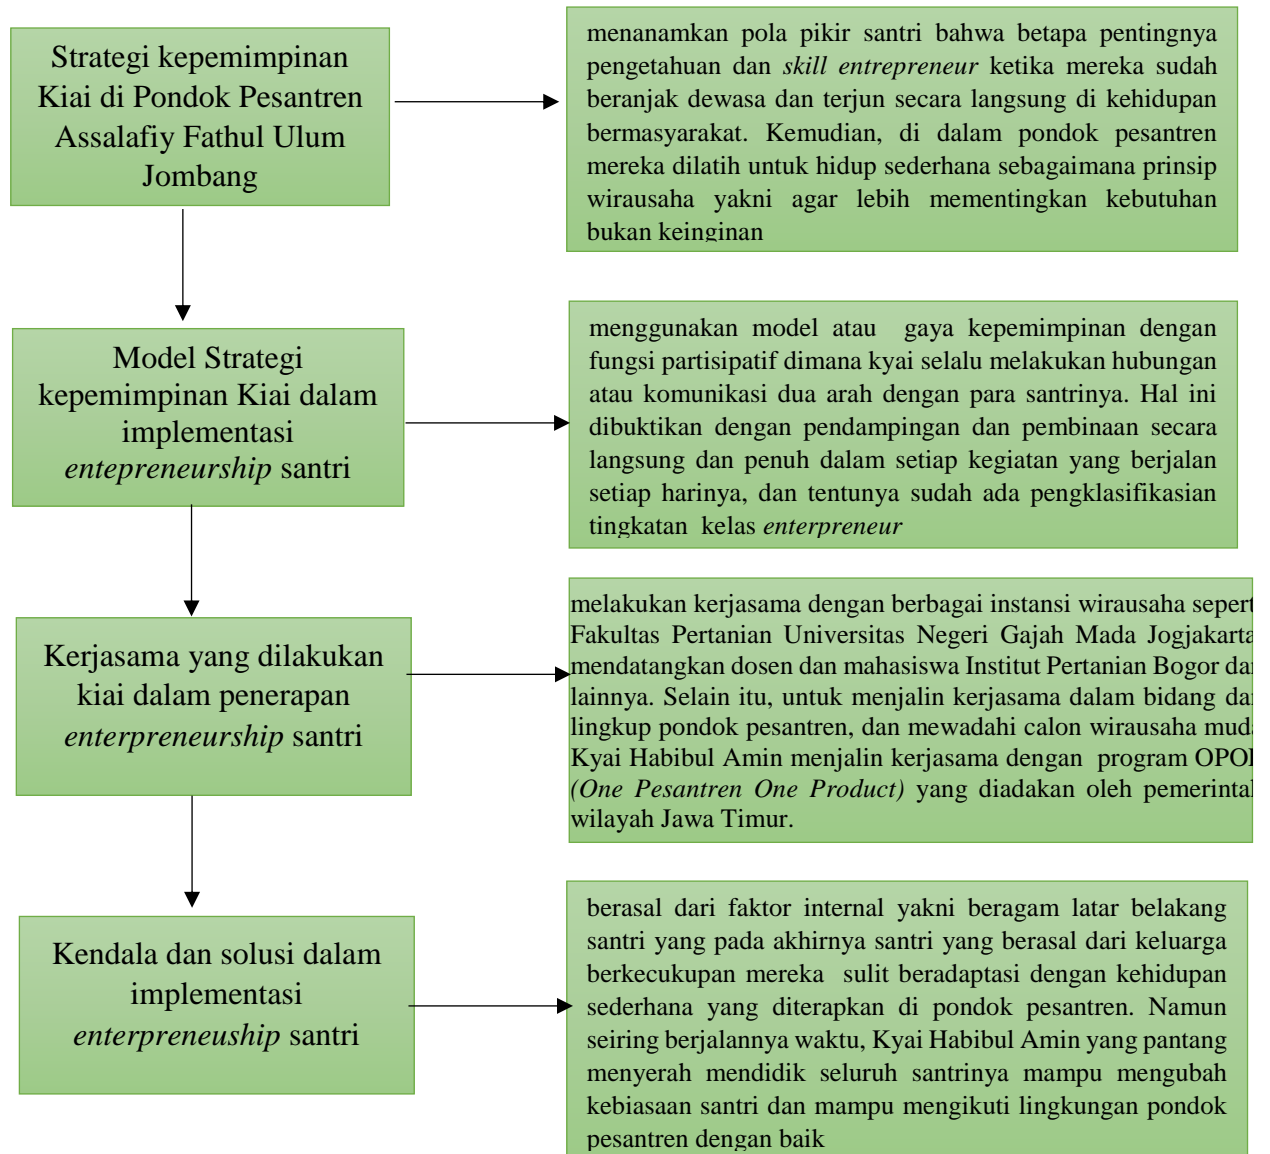 Strategi kepemimpinan
Kiai di Pondok Pesantren
Assalafiy Fathul Ulum
Jombang
menanamkan pola pikir santri bahwa betapa pentingnya
pengetahuan dan skill entrepreneur ketika mereka sudah
beranjak dewasa dan terjun secara langsung di kehidupan
bermasyarakat. Kemudian, di dalam pondok pesantren
mereka dilatih untuk hidup sederhana sebagaimana prinsip
wirausaha yakni agar lebih mementingkan kebutuhan
bukan keinginan
Model Strategi
kepemimpinan Kiai dalam
implementasi
entepreneurship santri
menggunakan model atau gaya kepemimpinan dengan
fungsi partisipatif dimana kyai selalu melakukan hubungan
atau komunikasi dua arah dengan para santrinya. Hal ini
dibuktikan dengan pendampingan dan pembinaan secara
langsung dan penuh dalam setiap kegiatan yang berjalan
setiap harinya, dan tentunya sudah ada pengklasifikasian
tingkatan kelas enterpreneur
Kerjasama yang dilakukan
kiai dalam penerapan
enterpreneurship santri
melakukan kerjasama dengan berbagai instansi wirausaha sepert
Fakultas Pertanian Universitas Negeri Gajah Mada Jogjakarta
mendatangkan dosen dan mahasiswa Institut Pertanian Bogor da
lainnya. Selain itu, untuk menjalin kerjasama dalam bidang da
lingkup pondok pesantren, dan mewadahi calon wirausaha mud
Kyai Habibul Amin menjalin kerjasama dengan program OPO
(One Pesantren One Product) yang diadakan oleh pemerinta
wilayah Jawa Timur.
Kendala dan solusi dalam
implementasi
enterpreneuship santri
berasal dari faktor internal yakni beragam latar belakang
santri yang pada akhirnya santri yang berasal dari keluarga
berkecukupan mereka sulit beradaptasi dengan kehidupan
sederhana yang diterapkan di pondok pesantren. Namun
seiring berjalannya waktu, Kyai Habibul Amin yang pantang
menyerah mendidik seluruh santrinya mampu mengubah
kebiasaan santri dan mampu mengikuti lingkungan pondok
pesantren dengan baik